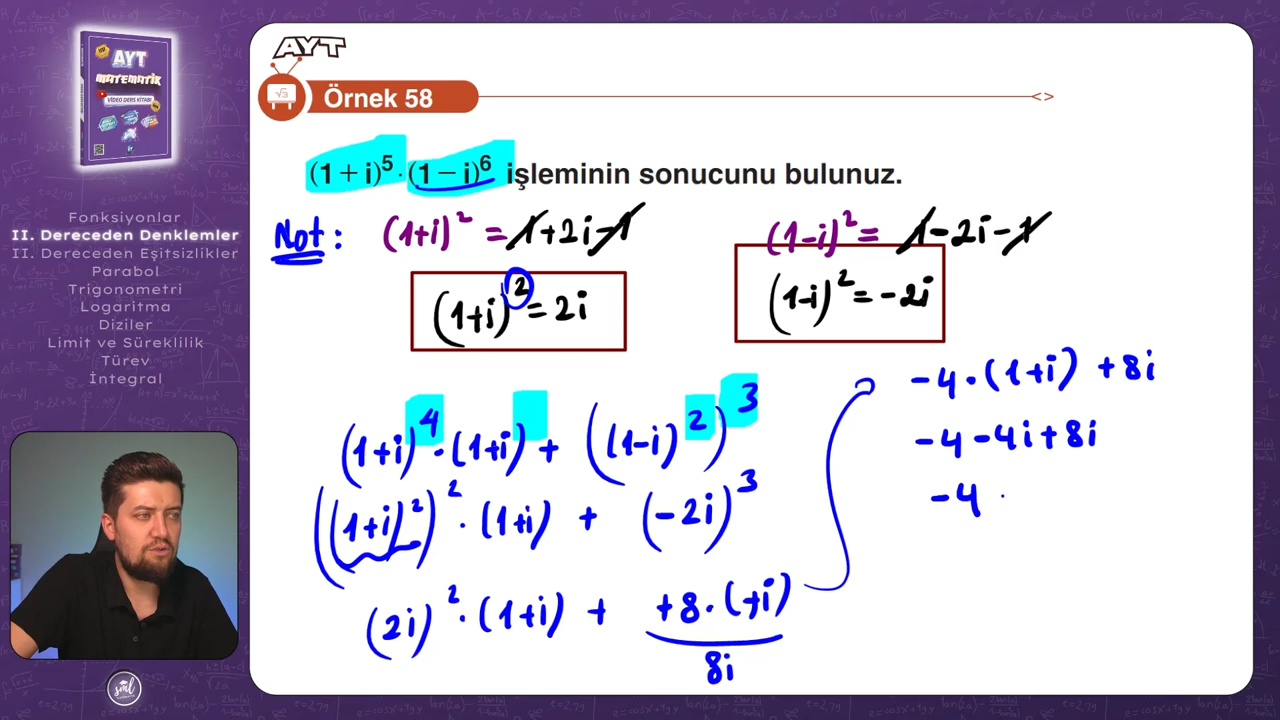 AYT
MATEMATİK
VİDEO DERS KİTABI
AYT
√3
Örnek 58
<>
(1 + i)⁵ · (1 − i)⁶ işleminin sonucunu bulunuz.
Fonksiyonlar
II. Dereceden Denklemler
II. Dereceden Eşitsizlikler
Parabol
Trigonometri
Logaritma
Diziler
Limit ve Süreklilik
Türev
İntegral
Not: (1+i)² = 1+2i-1
(1-i)² = 1-2i-1
(1+i)² = 2i
(1-i)² = -2i
(1+i)⁴ · (1+i) + ((1-i)²)³
((1+i)²)² · (1+i) + (-2i)³
(2i)² · (1+i) + +8 · (+i)
8i
-4 · (1+i) + 8i
-4 -4i + 8i
-4
sml